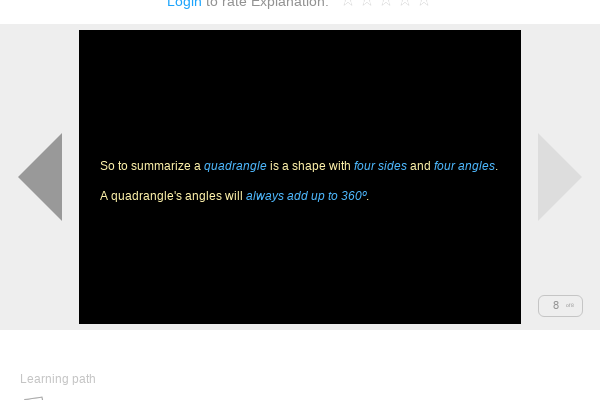 Login to rate Explanation. ☆ ☆ ☆ ☆ ☆
So to summarize a quadrangle is a shape with four sides and four angles.
A quadrangle's angles will always add up to 360º.
8
Learning path